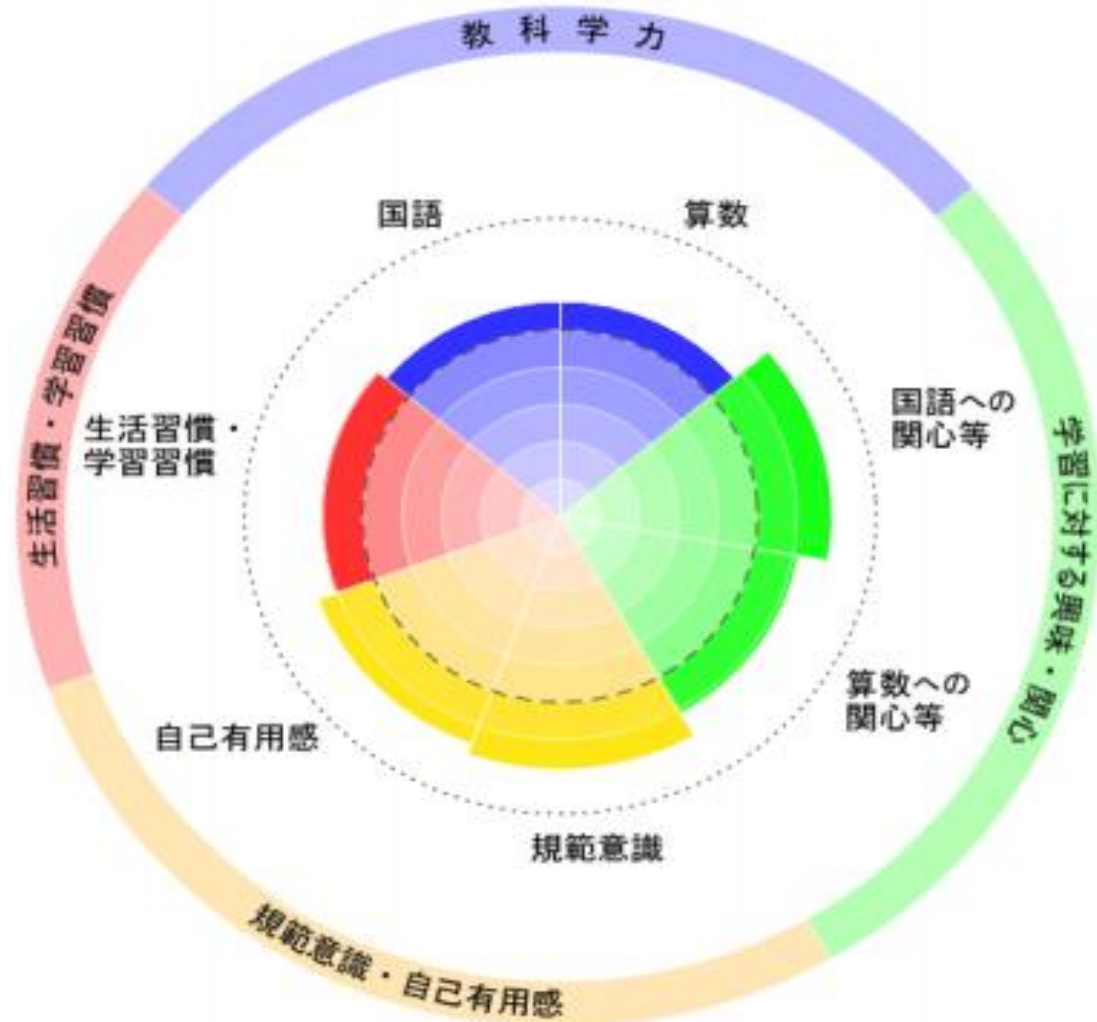 教科学力
国語
算数
生活習慣・学習習慣
生活習慣・
学習習慣
国語への
関心等
学習に対する興味・関心
算数への
関心等
自己有用感
規範意識
規範意識・自己有用感